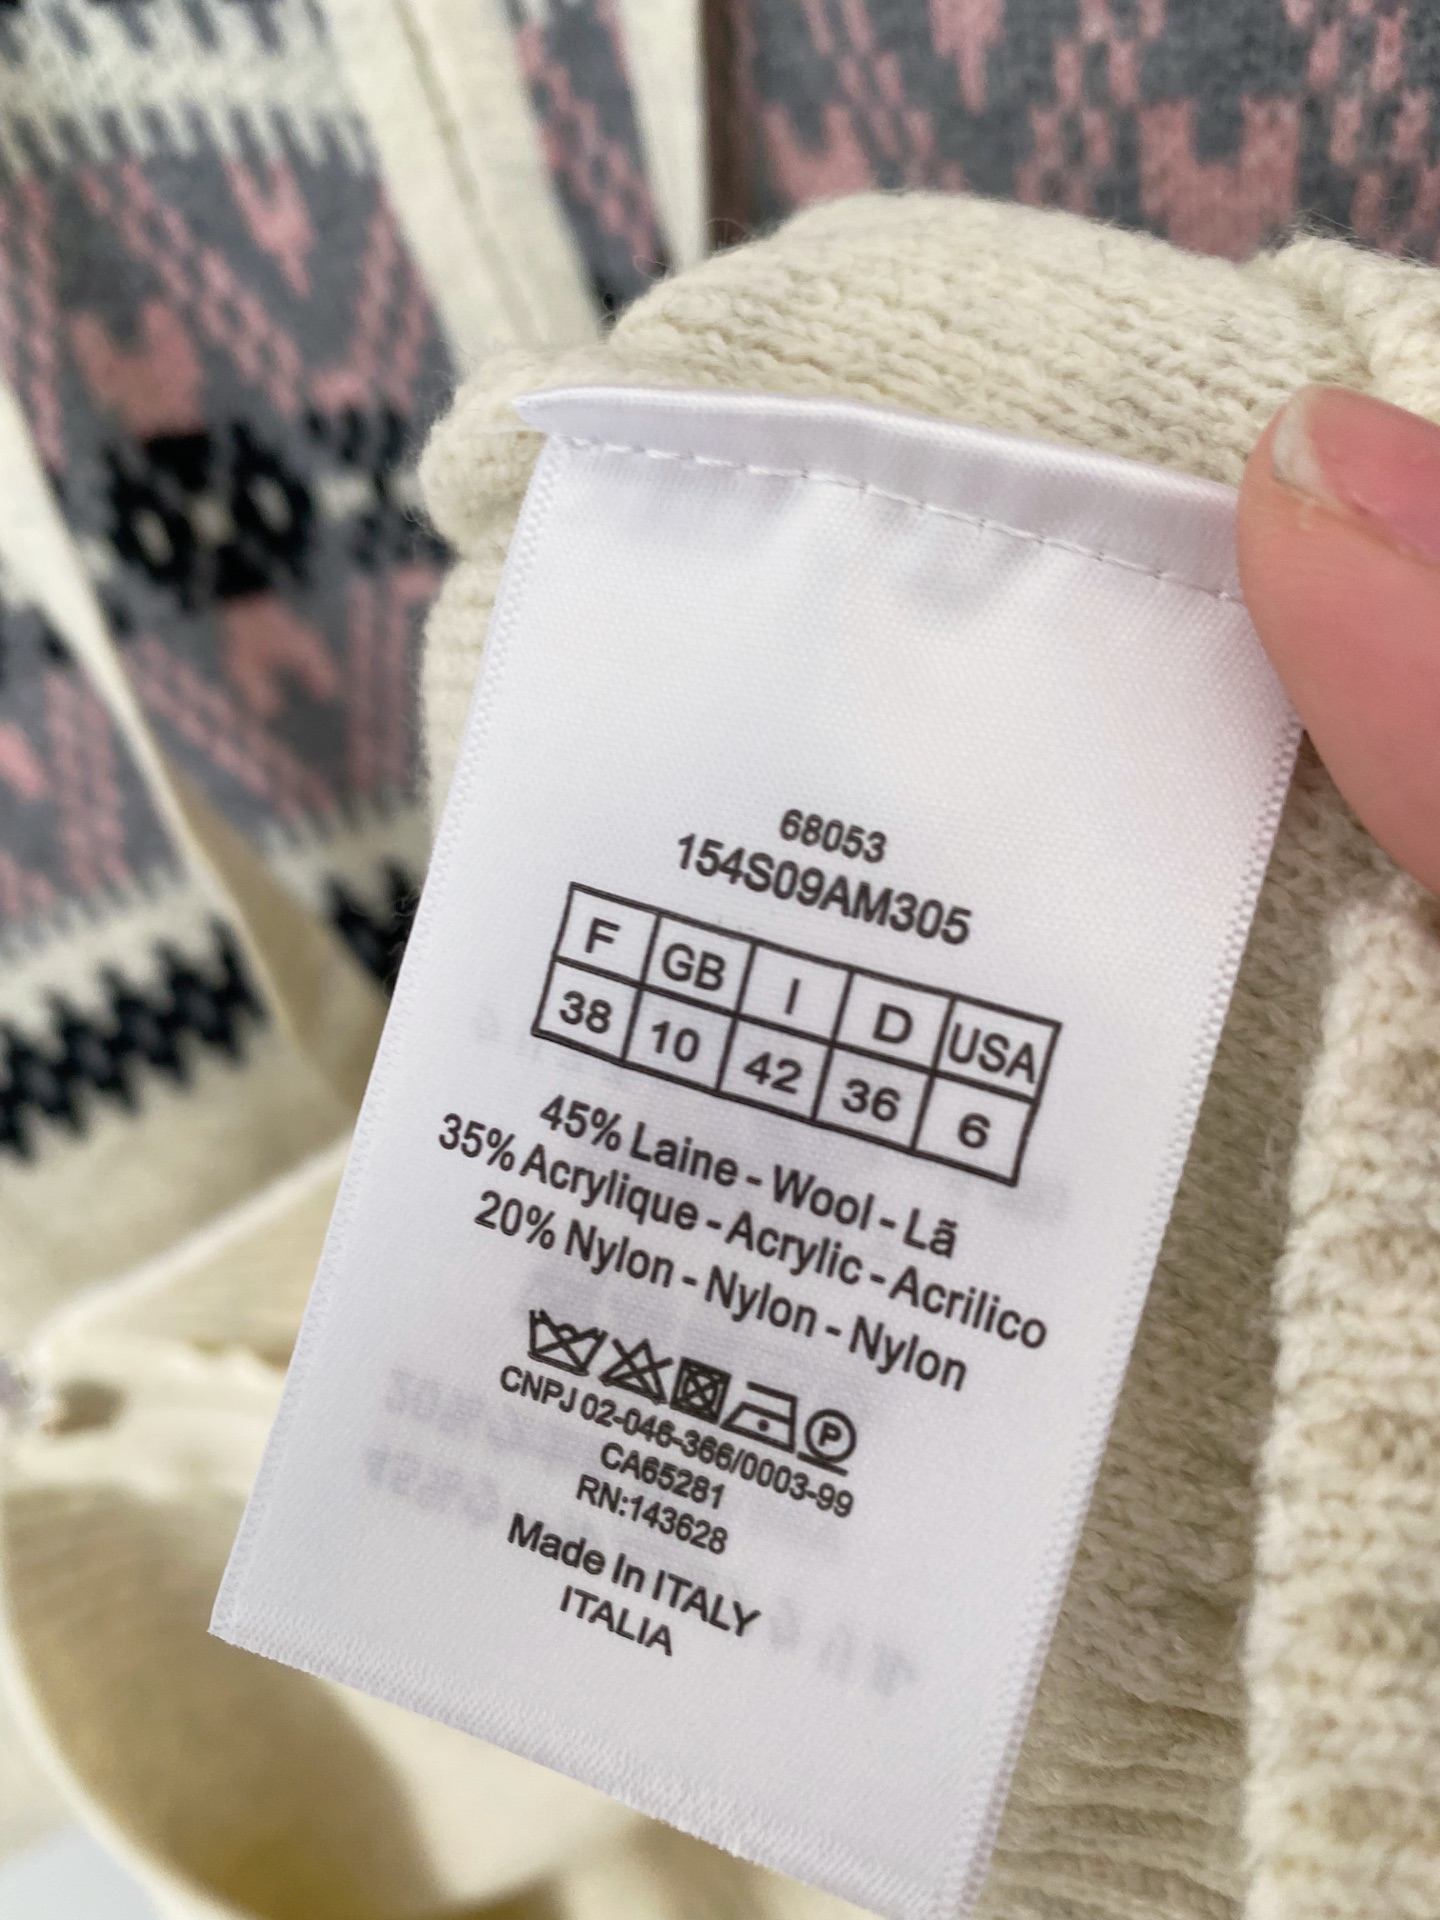 68053
154S09AM305
F GB I D USA
38 10 42 36 6
45% Laine - Wool - Lã
35% Acrylique - Acrylic - Acrilico
20% Nylon - Nylon - Nylon
P
CNPJ 02-046-366/0003-99
CA65281
RN:143628
Made In ITALY
ITALIA